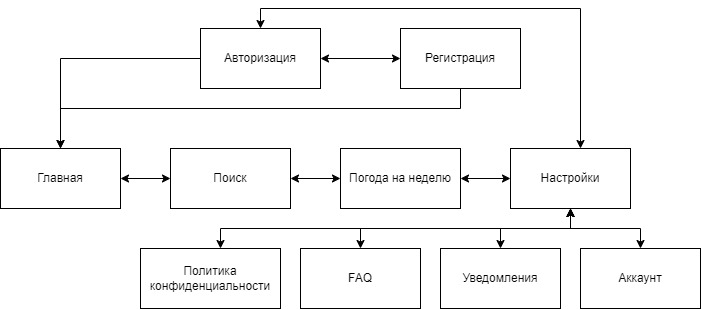 Авторизация
Регистрация
Главная
Поиск
Погода на неделю
Настройки
Политика
конфиденциальности
FAQ
Уведомления
Аккаунт